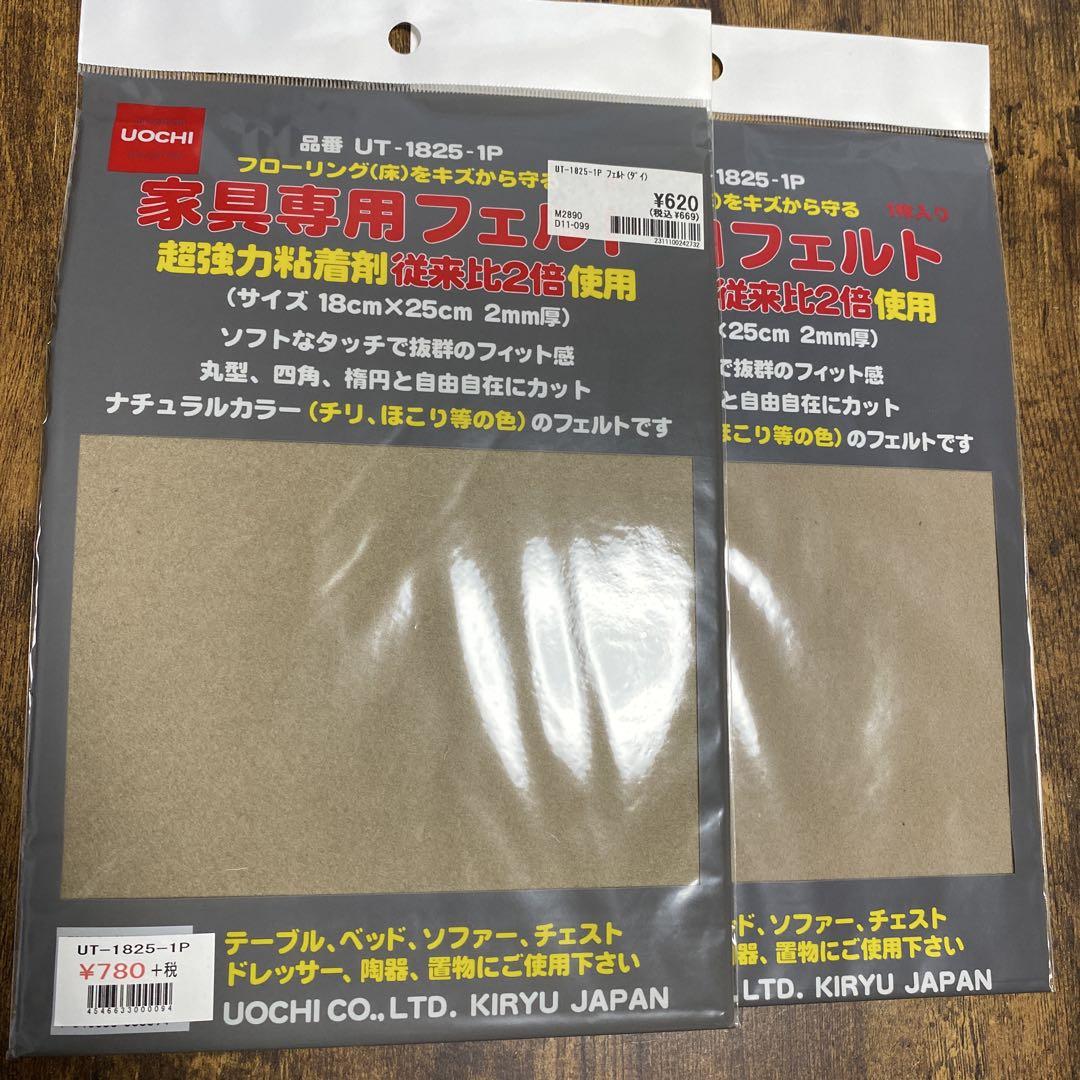 UOCHI
品番 UT-1825-1P
フローリング(床)をキズから守る
家具専用フェルト
超強力粘着剤従来比2倍使用
(サイズ 18cm×25cm 2mm厚)
ソフトなタッチで抜群のフィット感
丸型、四角、楕円と自由自在にカット
ナチュラルカラー(チリ、ほこり等の色)のフェルトです
UT-1825-1P フェルト(ダイ)
¥620
(税込 ¥669)
M2890
D11-099
2311100242732
テーブル、ベッド、ソファー、チェスト
ドレッサー、陶器、置物にご使用下さい
UOCHI CO., LTD. KIRYU JAPAN
UT-1825-1P
¥780 +税
4546633000094
-1825-1P
)をキズから守る
1枚入り
フェルト
従来比2倍使用
×25cm 2mm厚)
で抜群のフィット感
と自由自在にカット
ほこり等の色)のフェルトです
ド、ソファー、チェスト
器、置物にご使用下さい
LTD. KIRYU JAPAN